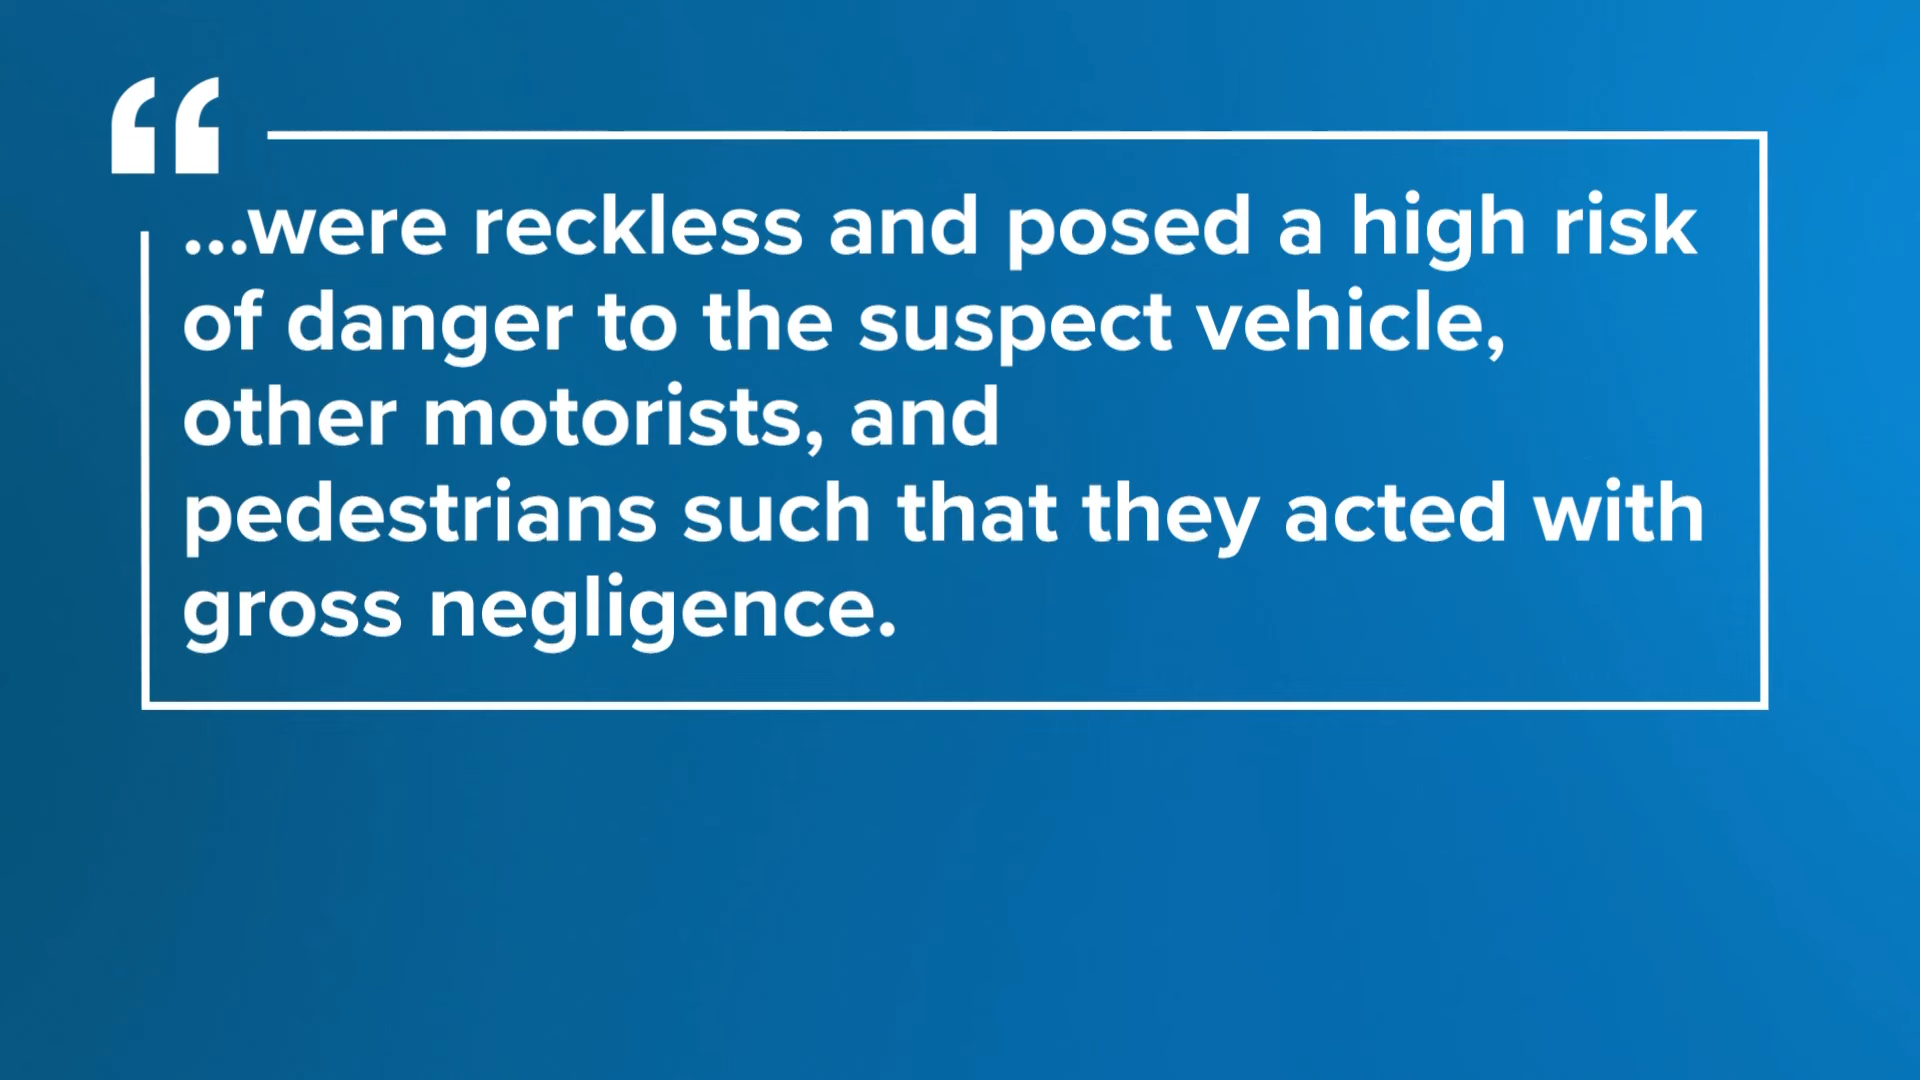 “
...were reckless and posed a high risk
of danger to the suspect vehicle,
other motorists, and
pedestrians such that they acted with
gross negligence.